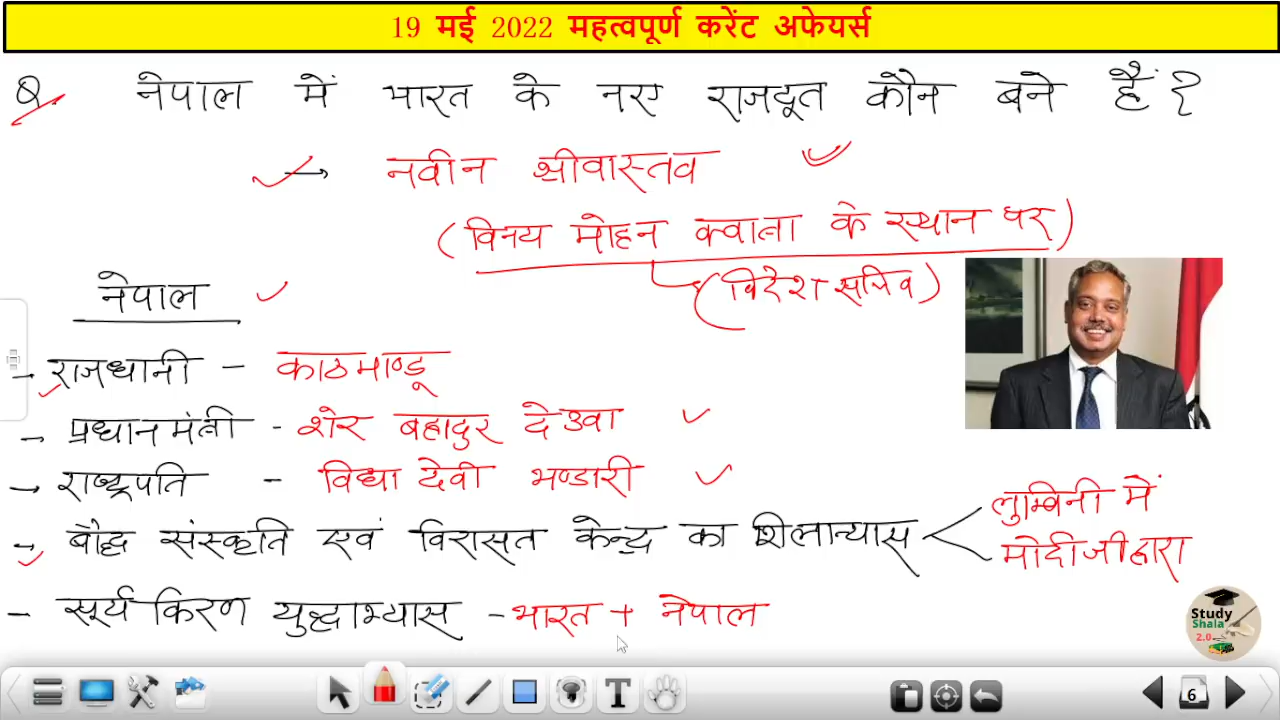 19 मई 2022 महत्वपूर्ण करेंट अफेयर्स
Q. नेपाल में भारत के नए राजदूत कौन बने हैं?
→ नवीन श्रीवास्तव
(विनय मोहन क्वात्रा के स्थान पर)
(विदेश सचिव)
नेपाल
→ राजधानी - काठमाण्डू
→ प्रधानमंत्री - शेर बहादुर देउवा
→ राष्ट्रपति - विद्या देवी भण्डारी
→ बौद्ध संस्कृति एवं विरासत केन्द्र का शिलान्यास
लुम्बिनी में
मोदीजी द्वारा
- सूर्य किरण युद्धाभ्यास - भारत + नेपाल
Study
Shala
2.0
T
6